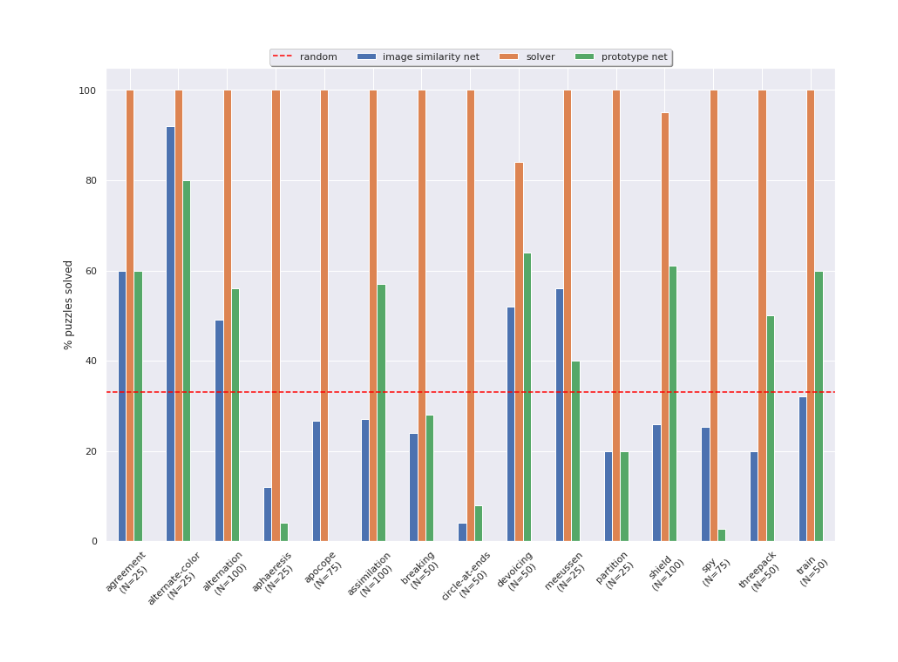 random image similarity net solver prototype net
100
80
60
40
20
0
% puzzles solved
agreement
(N=25)
alternate-color
(N=25)
alternation
(N=100)
aphaeresis
(N=25)
apocope
(N=75)
assimilation
(N=100)
breaking
(N=50)
circle-at-ends
(N=50)
devoicing
(N=50)
meeussen
(N=25)
partition
(N=25)
shield
(N=100)
spy
(N=75)
threepack
(N=50)
train
(N=50)